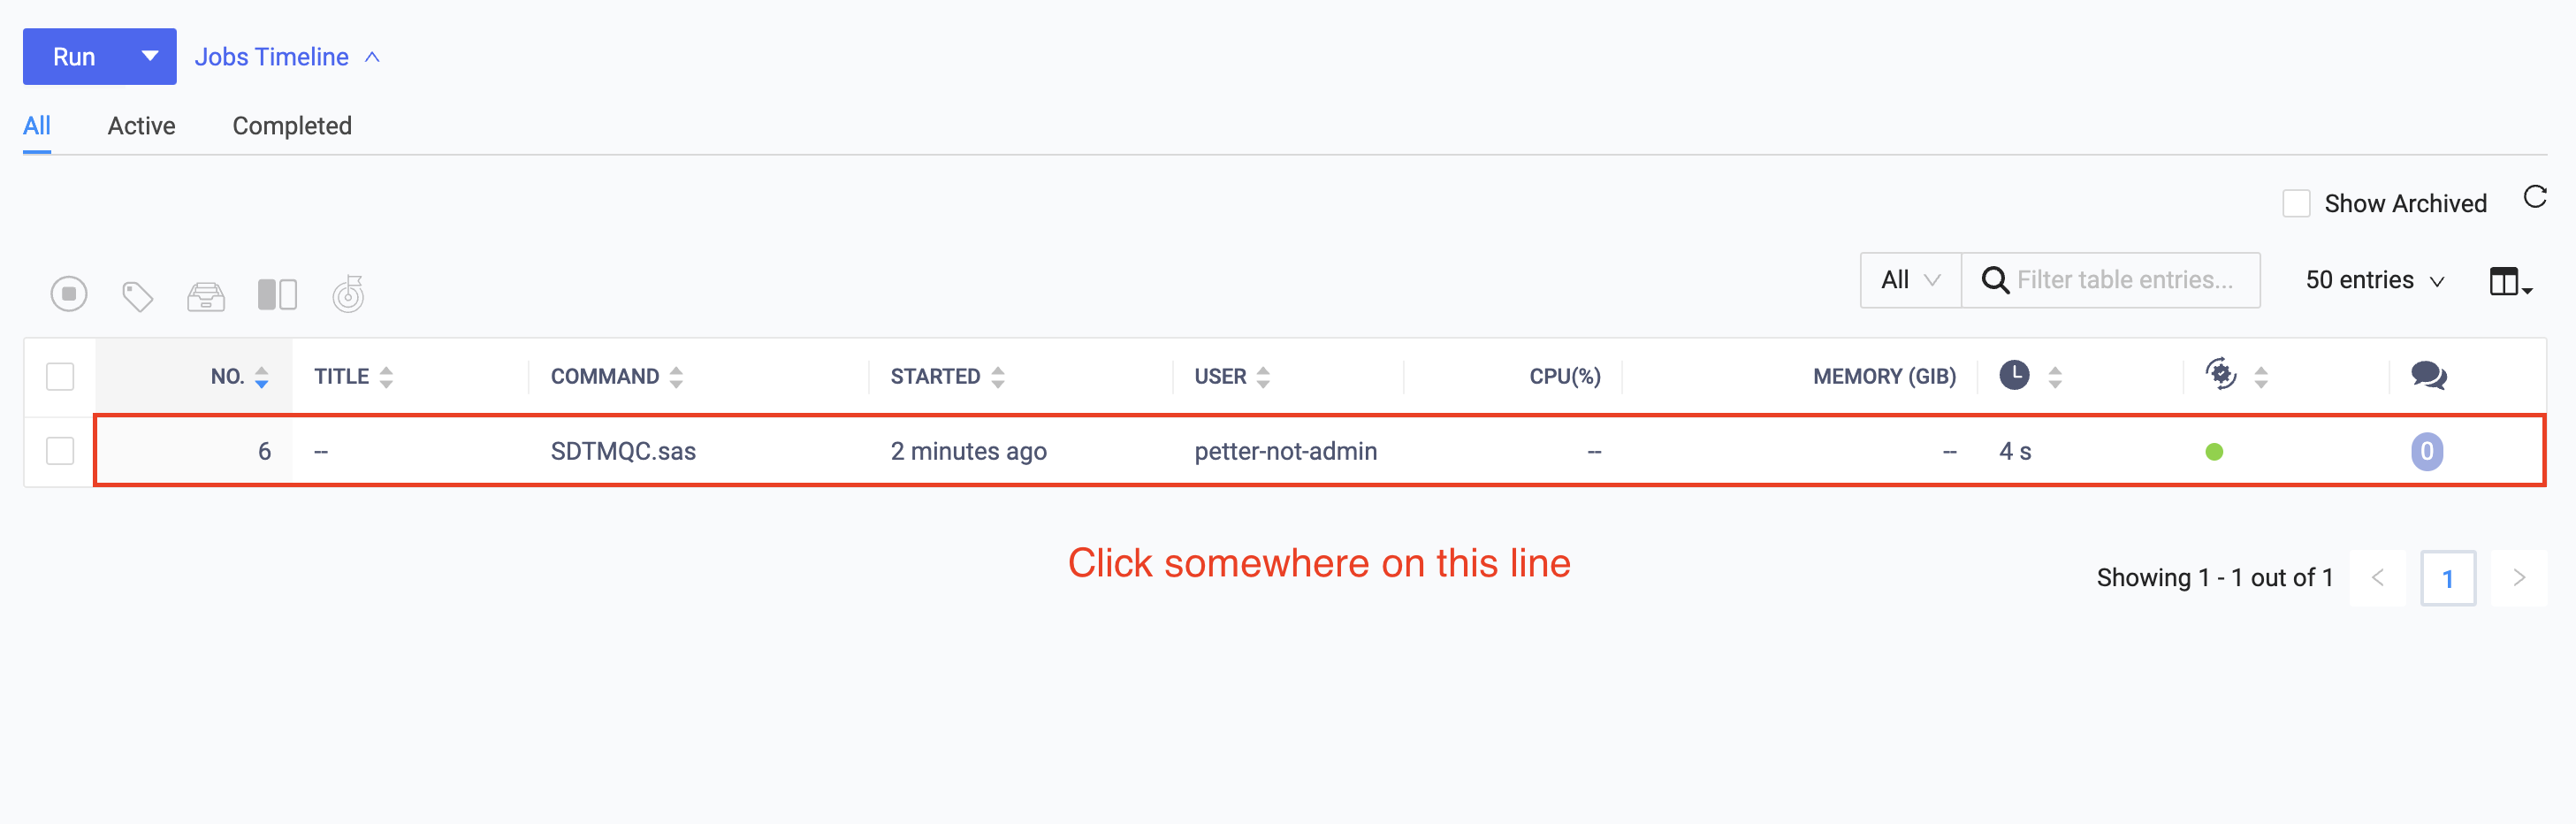 Run Jobs Timeline
All Active Completed
Show Archived
All Filter table entries... 50 entries
NO. TITLE COMMAND STARTED USER CPU(%) MEMORY (GIB)
6 -- SDTMQC.sas 2 minutes ago petter-not-admin -- -- 4 s 0
Click somewhere on this line
Showing 1 - 1 out of 1 < 1 >